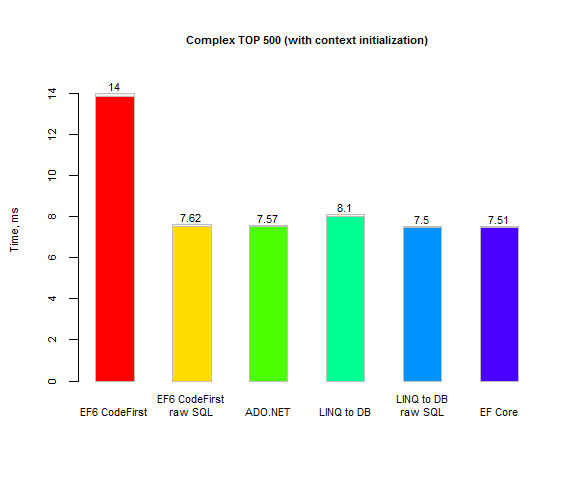 Complex TOP 500 (with context initialization)
Time, ms
14
12
10
8
6
4
2
0
14
7.62
7.57
8.1
7.5
7.51
EF6 CodeFirst
EF6 CodeFirst
raw SQL
ADO.NET
LINQ to DB
LINQ to DB
raw SQL
EF Core